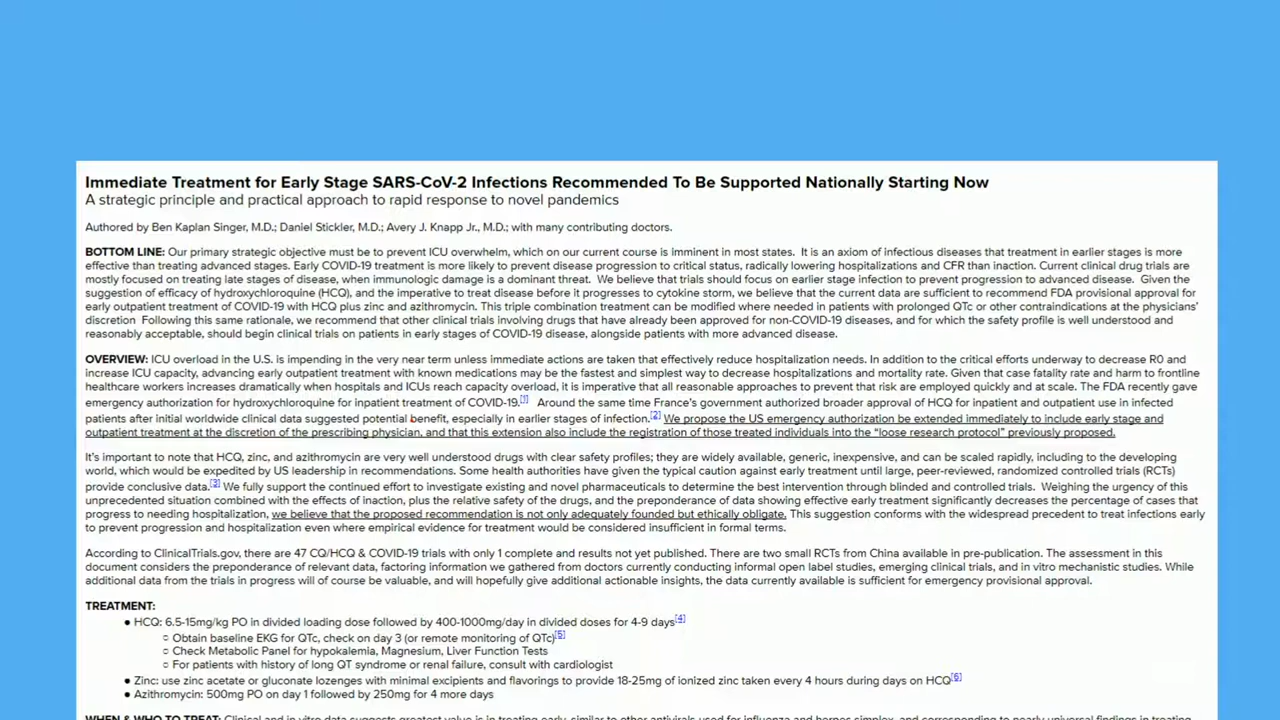 Immediate Treatment for Early Stage SARS-CoV-2 Infections Recommended To Be Supported Nationally Starting Now
A strategic principle and practical approach to rapid response to novel pandemics
Authored by Ben Kaplan Singer, M.D.; Daniel Stickler, M.D.; Avery J. Knapp Jr., M.D.; with many contributing doctors.
BOTTOM LINE: Our primary strategic objective must be to prevent ICU overwhelm, which on our current course is imminent in most states. It is an axiom of infectious diseases that treatment in earlier stages is more
effective than treating advanced stages. Early COVID-19 treatment is more likely to prevent disease progression to critical status, radically lowering hospitalizations and CFR than inaction. Current clinical drug trials are
mostly focused on treating late stages of disease, when immunologic damage is a dominant threat. We believe that trials should focus on earlier stage infection to prevent progression to advanced disease. Given the
suggestion of efficacy of hydroxychloroquine (HCQ), and the imperative to treat disease before it progresses to cytokine storm, we believe that the current data are sufficient to recommend FDA provisional approval for
early outpatient treatment of COVID-19 with HCQ plus zinc and azithromycin. This triple combination treatment can be modified where needed in patients with prolonged QTc or other contraindications at the physicians'
discretion Following this same rationale, we recommend that other clinical trials involving drugs that have already been approved for non-COVID-19 diseases, and for which the safety profile is well understood and
reasonably acceptable, should begin clinical trials on patients in early stages of COVID-19 disease, alongside patients with more advanced disease.
OVERVIEW: ICU overload in the U.S. is impending in the very near term unless immediate actions are taken that effectively reduce hospitalization needs. In addition to the critical efforts underway to decrease R0 and
increase ICU capacity, advancing early outpatient treatment with known medications may be the fastest and simplest way to decrease hospitalizations and mortality rate. Given that case fatality rate and harm to frontline
healthcare workers increases dramatically when hospitals and ICUs reach capacity overload, it is imperative that all reasonable approaches to prevent that risk are employed quickly and at scale. The FDA recently gave
emergency authorization for hydroxychloroquine for inpatient treatment of COVID-19.[1] Around the same time France's government authorized broader approval of HCQ for inpatient and outpatient use in infected
patients after initial worldwide clinical data suggested potential benefit, especially in earlier stages of infection.[2] We propose the US emergency authorization be extended immediately to include early stage and
outpatient treatment at the discretion of the prescribing physician, and that this extension also include the registration of those treated individuals into the "loose research protocol" previously proposed.
It's important to note that HCQ, zinc, and azithromycin are very well understood drugs with clear safety profiles; they are widely available, generic, inexpensive, and can be scaled rapidly, including to the developing
world, which would be expedited by US leadership in recommendations. Some health authorities have given the typical caution against early treatment until large, peer-reviewed, randomized controlled trials (RCTs)
provide conclusive data.[3] We fully support the continued effort to investigate existing and novel pharmaceuticals to determine the best intervention through blinded and controlled trials. Weighing the urgency of this
unprecedented situation combined with the effects of inaction, plus the relative safety of the drugs, and the preponderance of data showing effective early treatment significantly decreases the percentage of cases that
progress to needing hospitalization, we believe that the proposed recommendation is not only adequately founded but ethically obligate. This suggestion conforms with the widespread precedent to treat infections early
to prevent progression and hospitalization even where empirical evidence for treatment would be considered insufficient in formal terms.
According to ClinicalTrials.gov, there are 47 CQ/HCQ & COVID-19 trials with only 1 complete and results not yet published. There are two small RCTs from China available in pre-publication. The assessment in this
document considers the preponderance of relevant data, factoring information we gathered from doctors currently conducting informal open label studies, emerging clinical trials, and in vitro mechanistic studies. While
additional data from the trials in progress will of course be valuable, and will hopefully give additional actionable insights, the data currently available is sufficient for emergency provisional approval.
TREATMENT:
● HCQ: 6.5-15mg/kg PO in divided loading dose followed by 400-1000mg/day in divided doses for 4-9 days[4]
○ Obtain baseline EKG for QTc, check on day 3 (or remote monitoring of QTc)[5]
○ Check Metabolic Panel for hypokalemia, Magnesium, Liver Function Tests
○ For patients with history of long QT syndrome or renal failure, consult with cardiologist
● Zinc: use zinc acetate or gluconate lozenges with minimal excipients and flavorings to provide 18-25mg of ionized zinc taken every 4 hours during days on HCQ[6]
● Azithromycin: 500mg PO on day 1 followed by 250mg for 4 more days
WHEN & WHO TO TREAT: Clinical and in vitro data suggests greatest value is in treating early, similar to other antivirals used for influenza and herpes simplex, and corresponding to nearly universal findings in treating